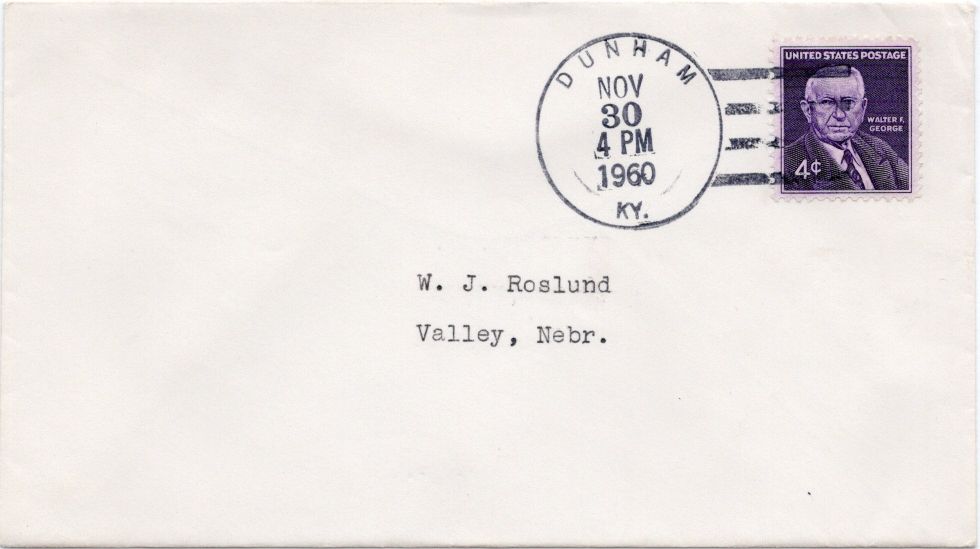 DUNHAM
NOV
30
4 PM
1960
KY.
UNITED STATES POSTAGE
WALTER F.
GEORGE
4¢
W. J. Roslund
Valley, Nebr.